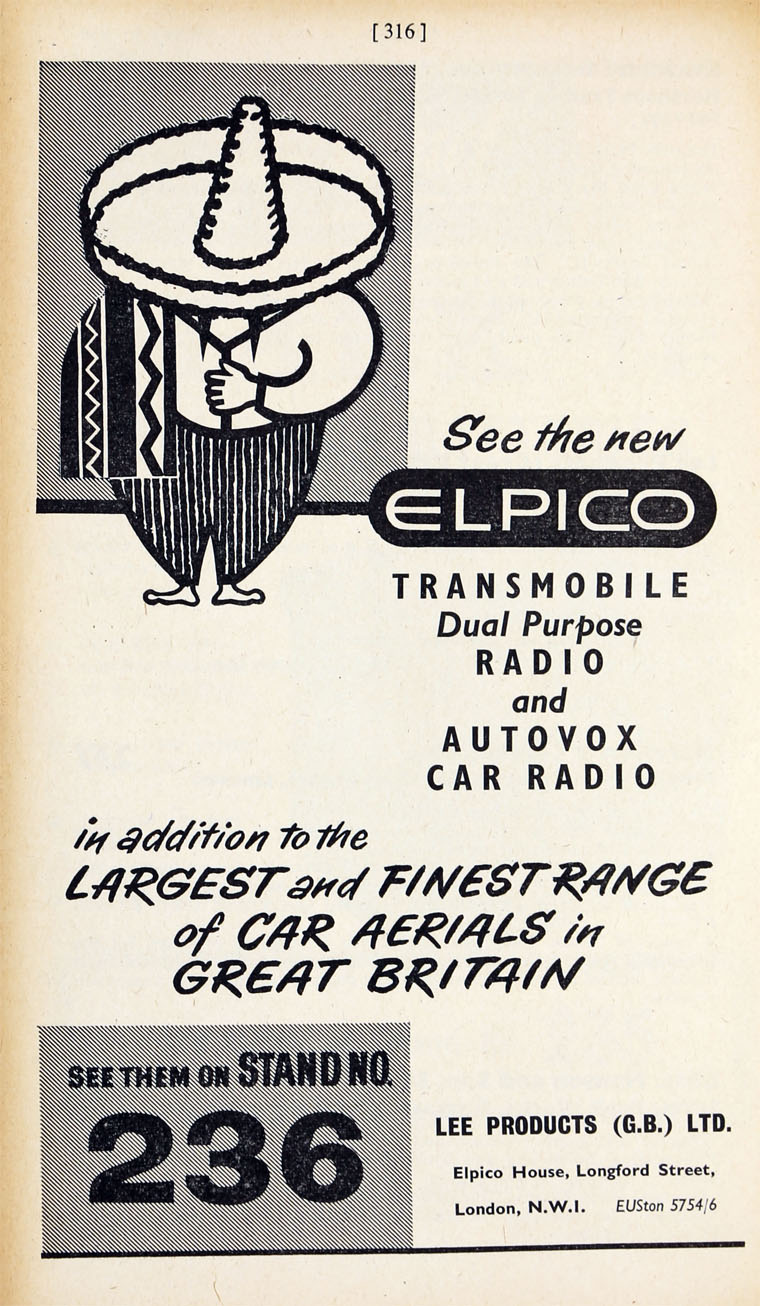 [316]
See the new
ELPICO
TRANSMOBILE
Dual Purpose
RADIO
and
AUTOVOX
CAR RADIO
in addition to the
LARGEST and FINEST RANGE
of CAR AERIALS in
GREAT BRITAIN
SEE THEM ON STAND NO.
236
LEE PRODUCTS (G.B.) LTD.
Elpico House, Longford Street,
London, N.W.I. EUSton 5754/6